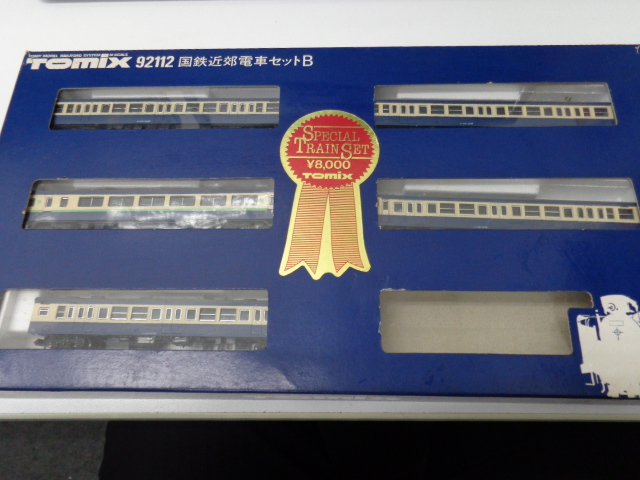 TOMIX 92112 国鉄近郊電車セットB
SPECIAL
TRAIN SET
¥8,000
TOMIX